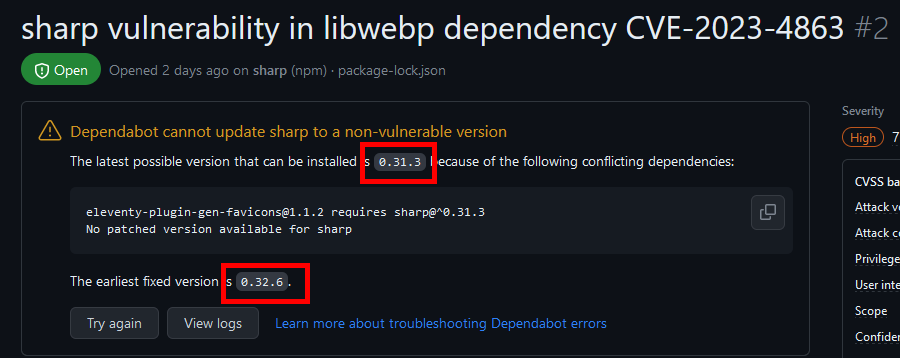 sharp vulnerability in libwebp dependency CVE-2023-4863 #2
Open Opened 2 days ago on sharp (npm) · package-lock.json
Dependabot cannot update sharp to a non-vulnerable version
The latest possible version that can be installed is 0.31.3 because of the following conflicting dependencies:
eleventy-plugin-gen-favicons@1.1.2 requires sharp@^0.31.3
No patched version available for sharp
The earliest fixed version is 0.32.6.
Try again View logs Learn more about troubleshooting Dependabot errors
Severity
High 7
CVSS ba
Attack v
Attack co
Privilege
User inte
Scope
Confider